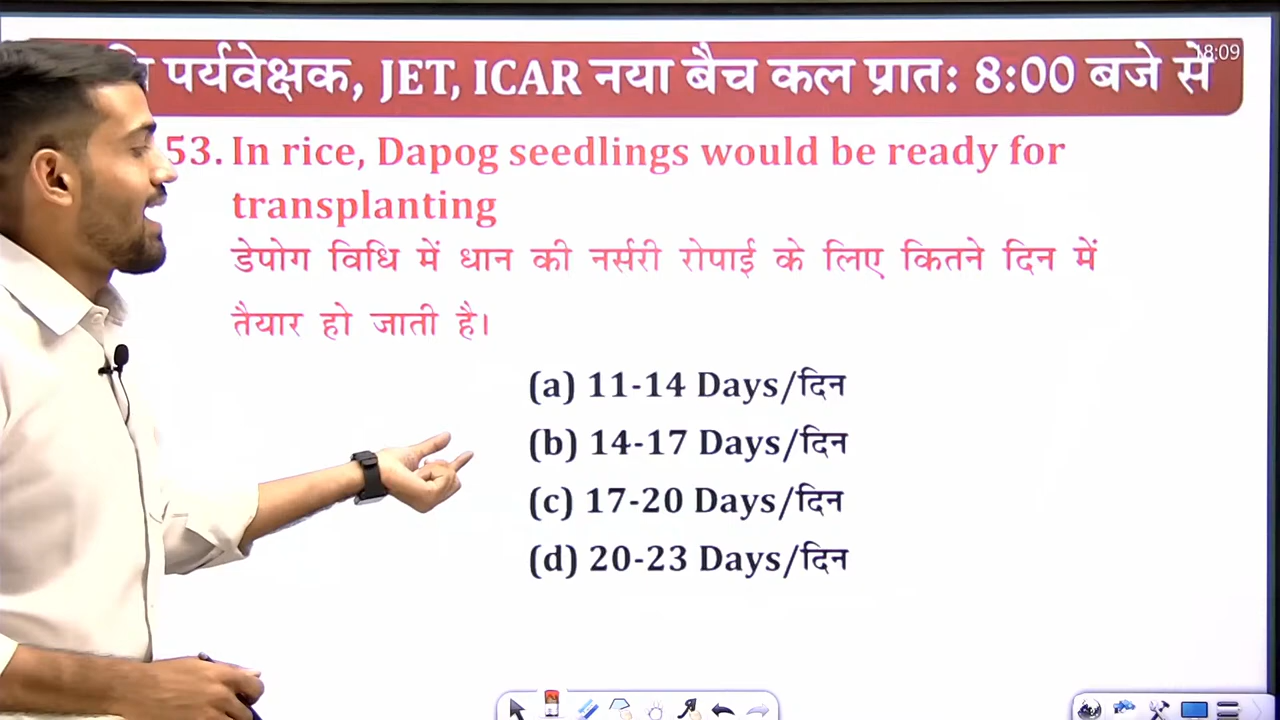 पर्यवेक्षक, JET, ICAR नया बैच कल प्रात: 8:00 बजे से
18:09
53. In rice, Dapog seedlings would be ready for
transplanting
डेपोग विधि में धान की नर्सरी रोपाई के लिए कितने दिन में
तैयार हो जाती है।
(a) 11-14 Days/दिन
(b) 14-17 Days/दिन
(c) 17-20 Days/दिन
(d) 20-23 Days/दिन